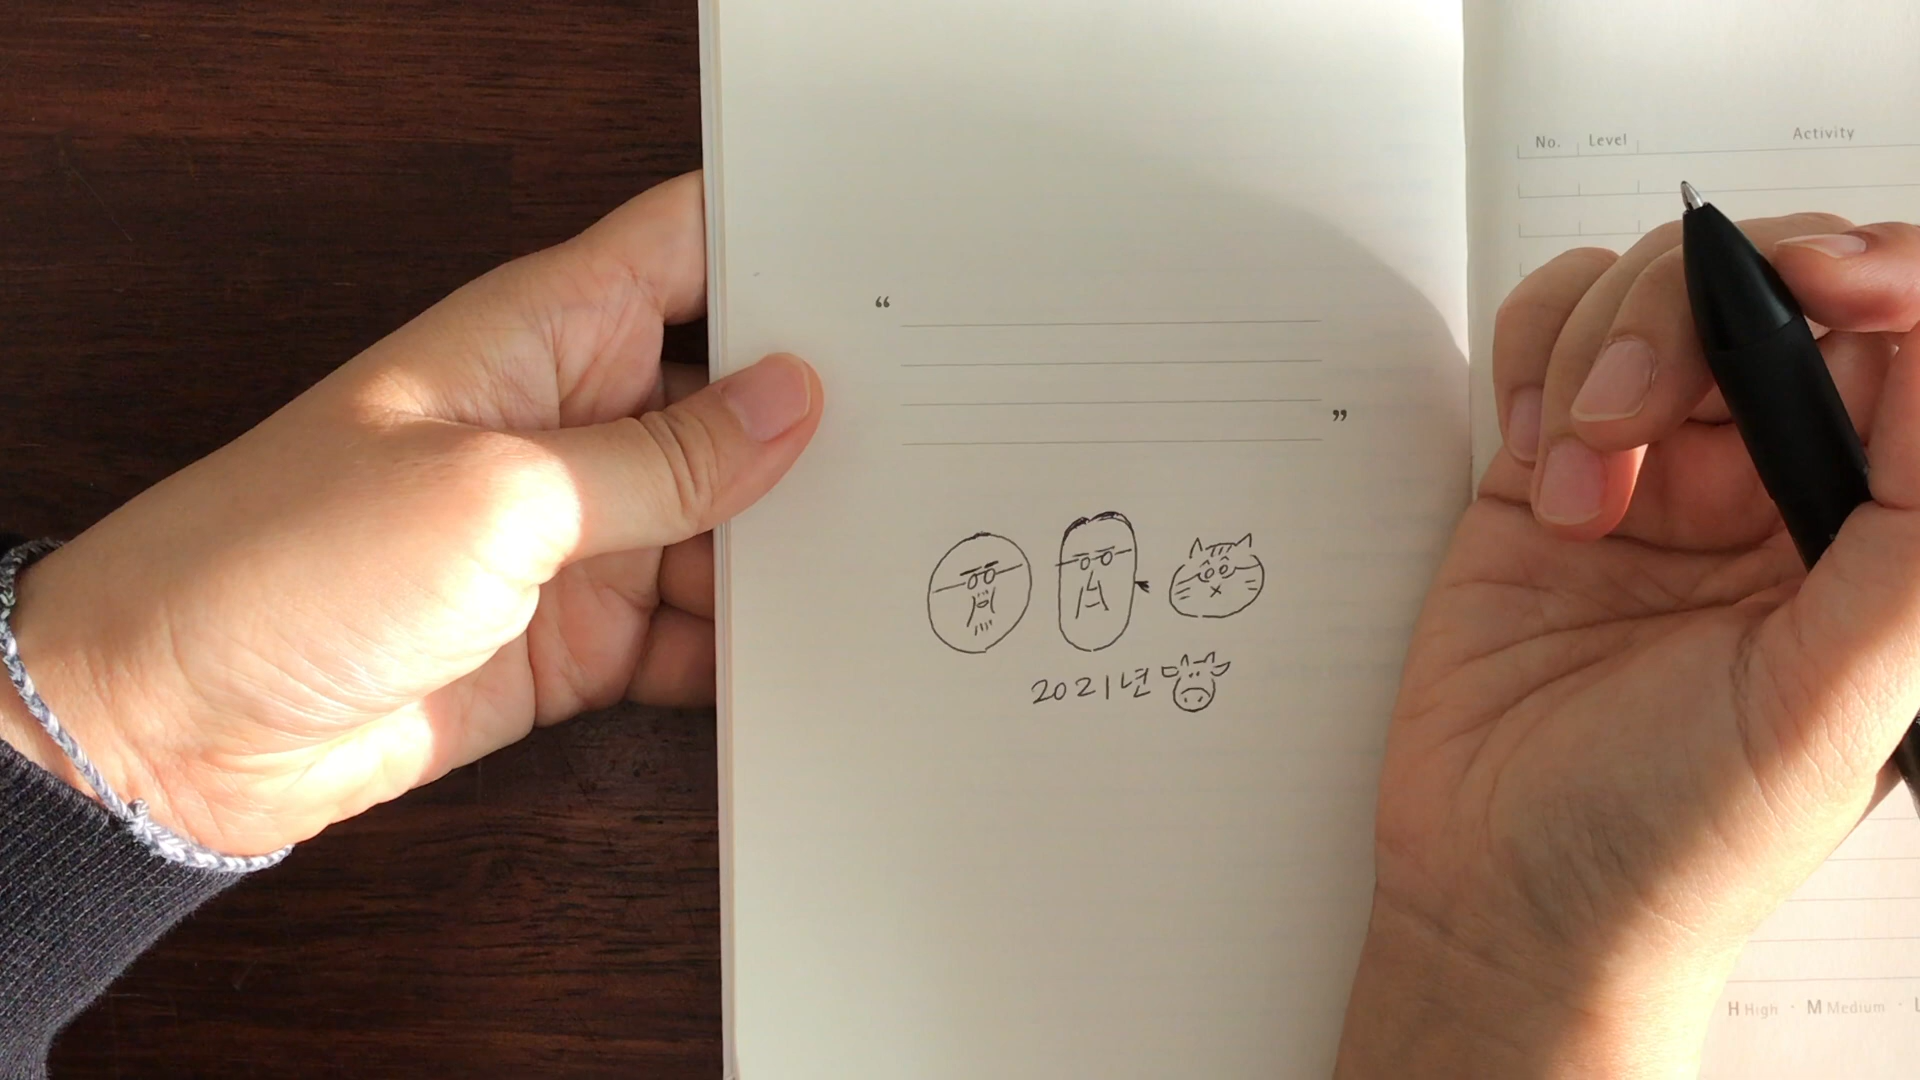 No. Level Activity
“
”
2021년
H High · M Medium ·